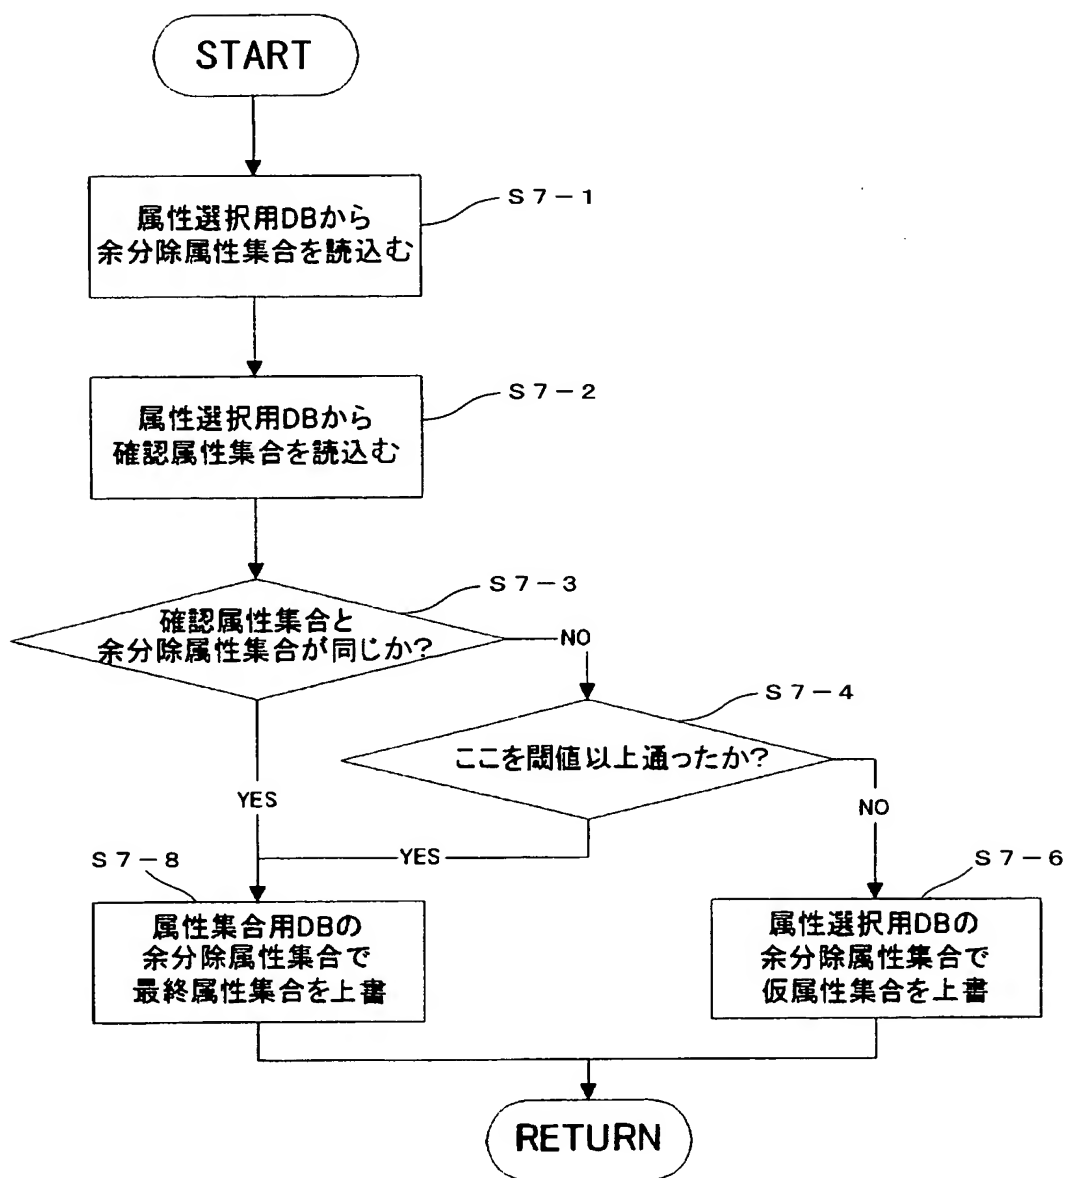 START
属性選択用DBから
余分除属性集合を読込む
S7-1
属性選択用DBから
確認属性集合を読込む
S7-2
確認属性集合と
余分除属性集合が同じか?
S7-3
NO
ここを閾値以上通ったか?
S7-4
YES
NO
YES
S7-8
属性集合用DBの
余分除属性集合で
最終属性集合を上書
S7-6
属性選択用DBの
余分除属性集合で
仮属性集合を上書
RETURN